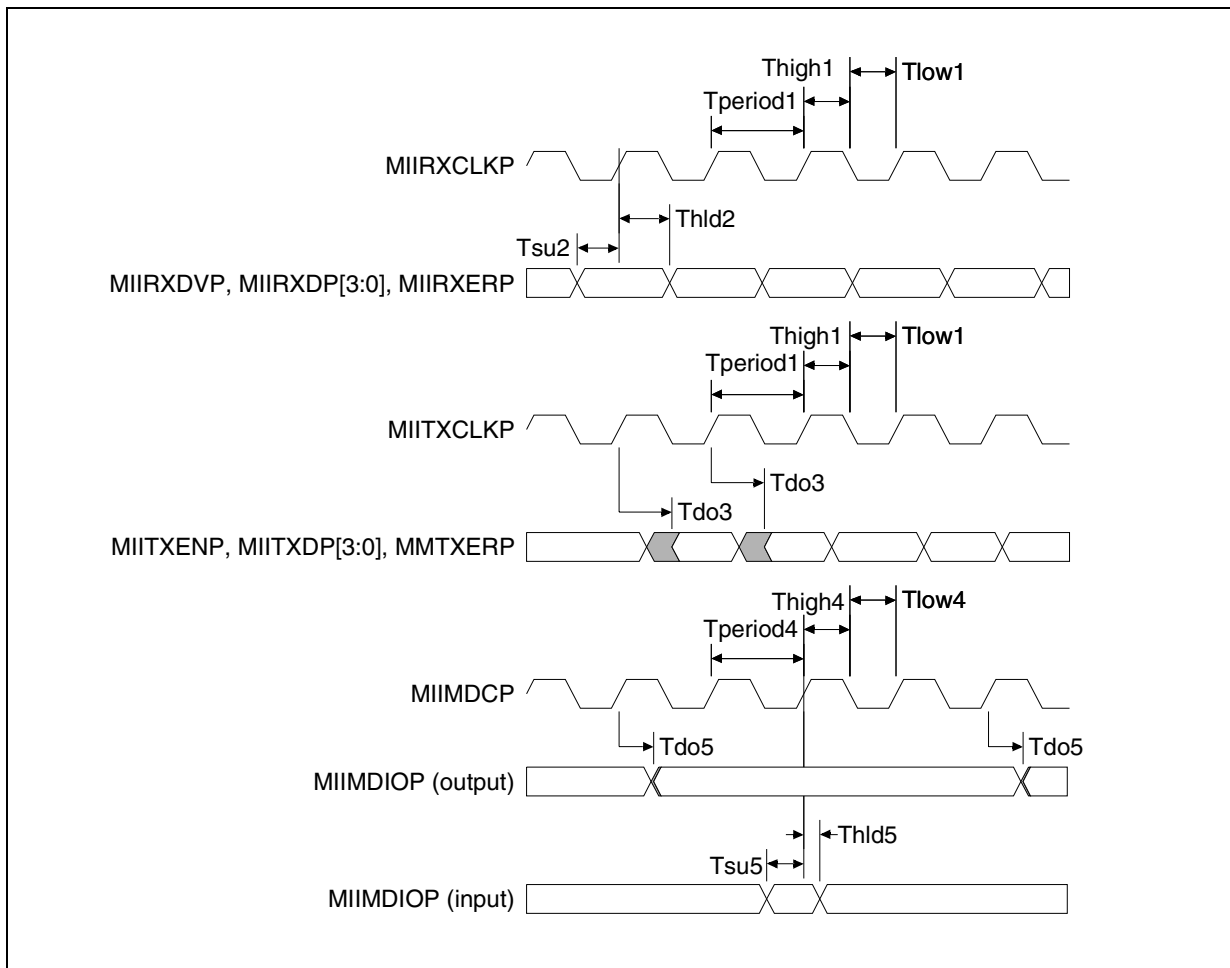 Thigh1
Tlow1
Tperiod1
MIIRXCLKP
Thld2
Tsu2
MIIRXDVP, MIIRXDP[3:0], MIIRXERP
Thigh1
Tlow1
Tperiod1
MIITXCLKP
Tdo3
Tdo3
MIITXENP, MIITXDP[3:0], MMTXERP
Thigh4
Tlow4
Tperiod4
MIIMDCP
Tdo5
Tdo5
MIIMDIOP (output)
Thld5
Tsu5
MIIMDIOP (input)